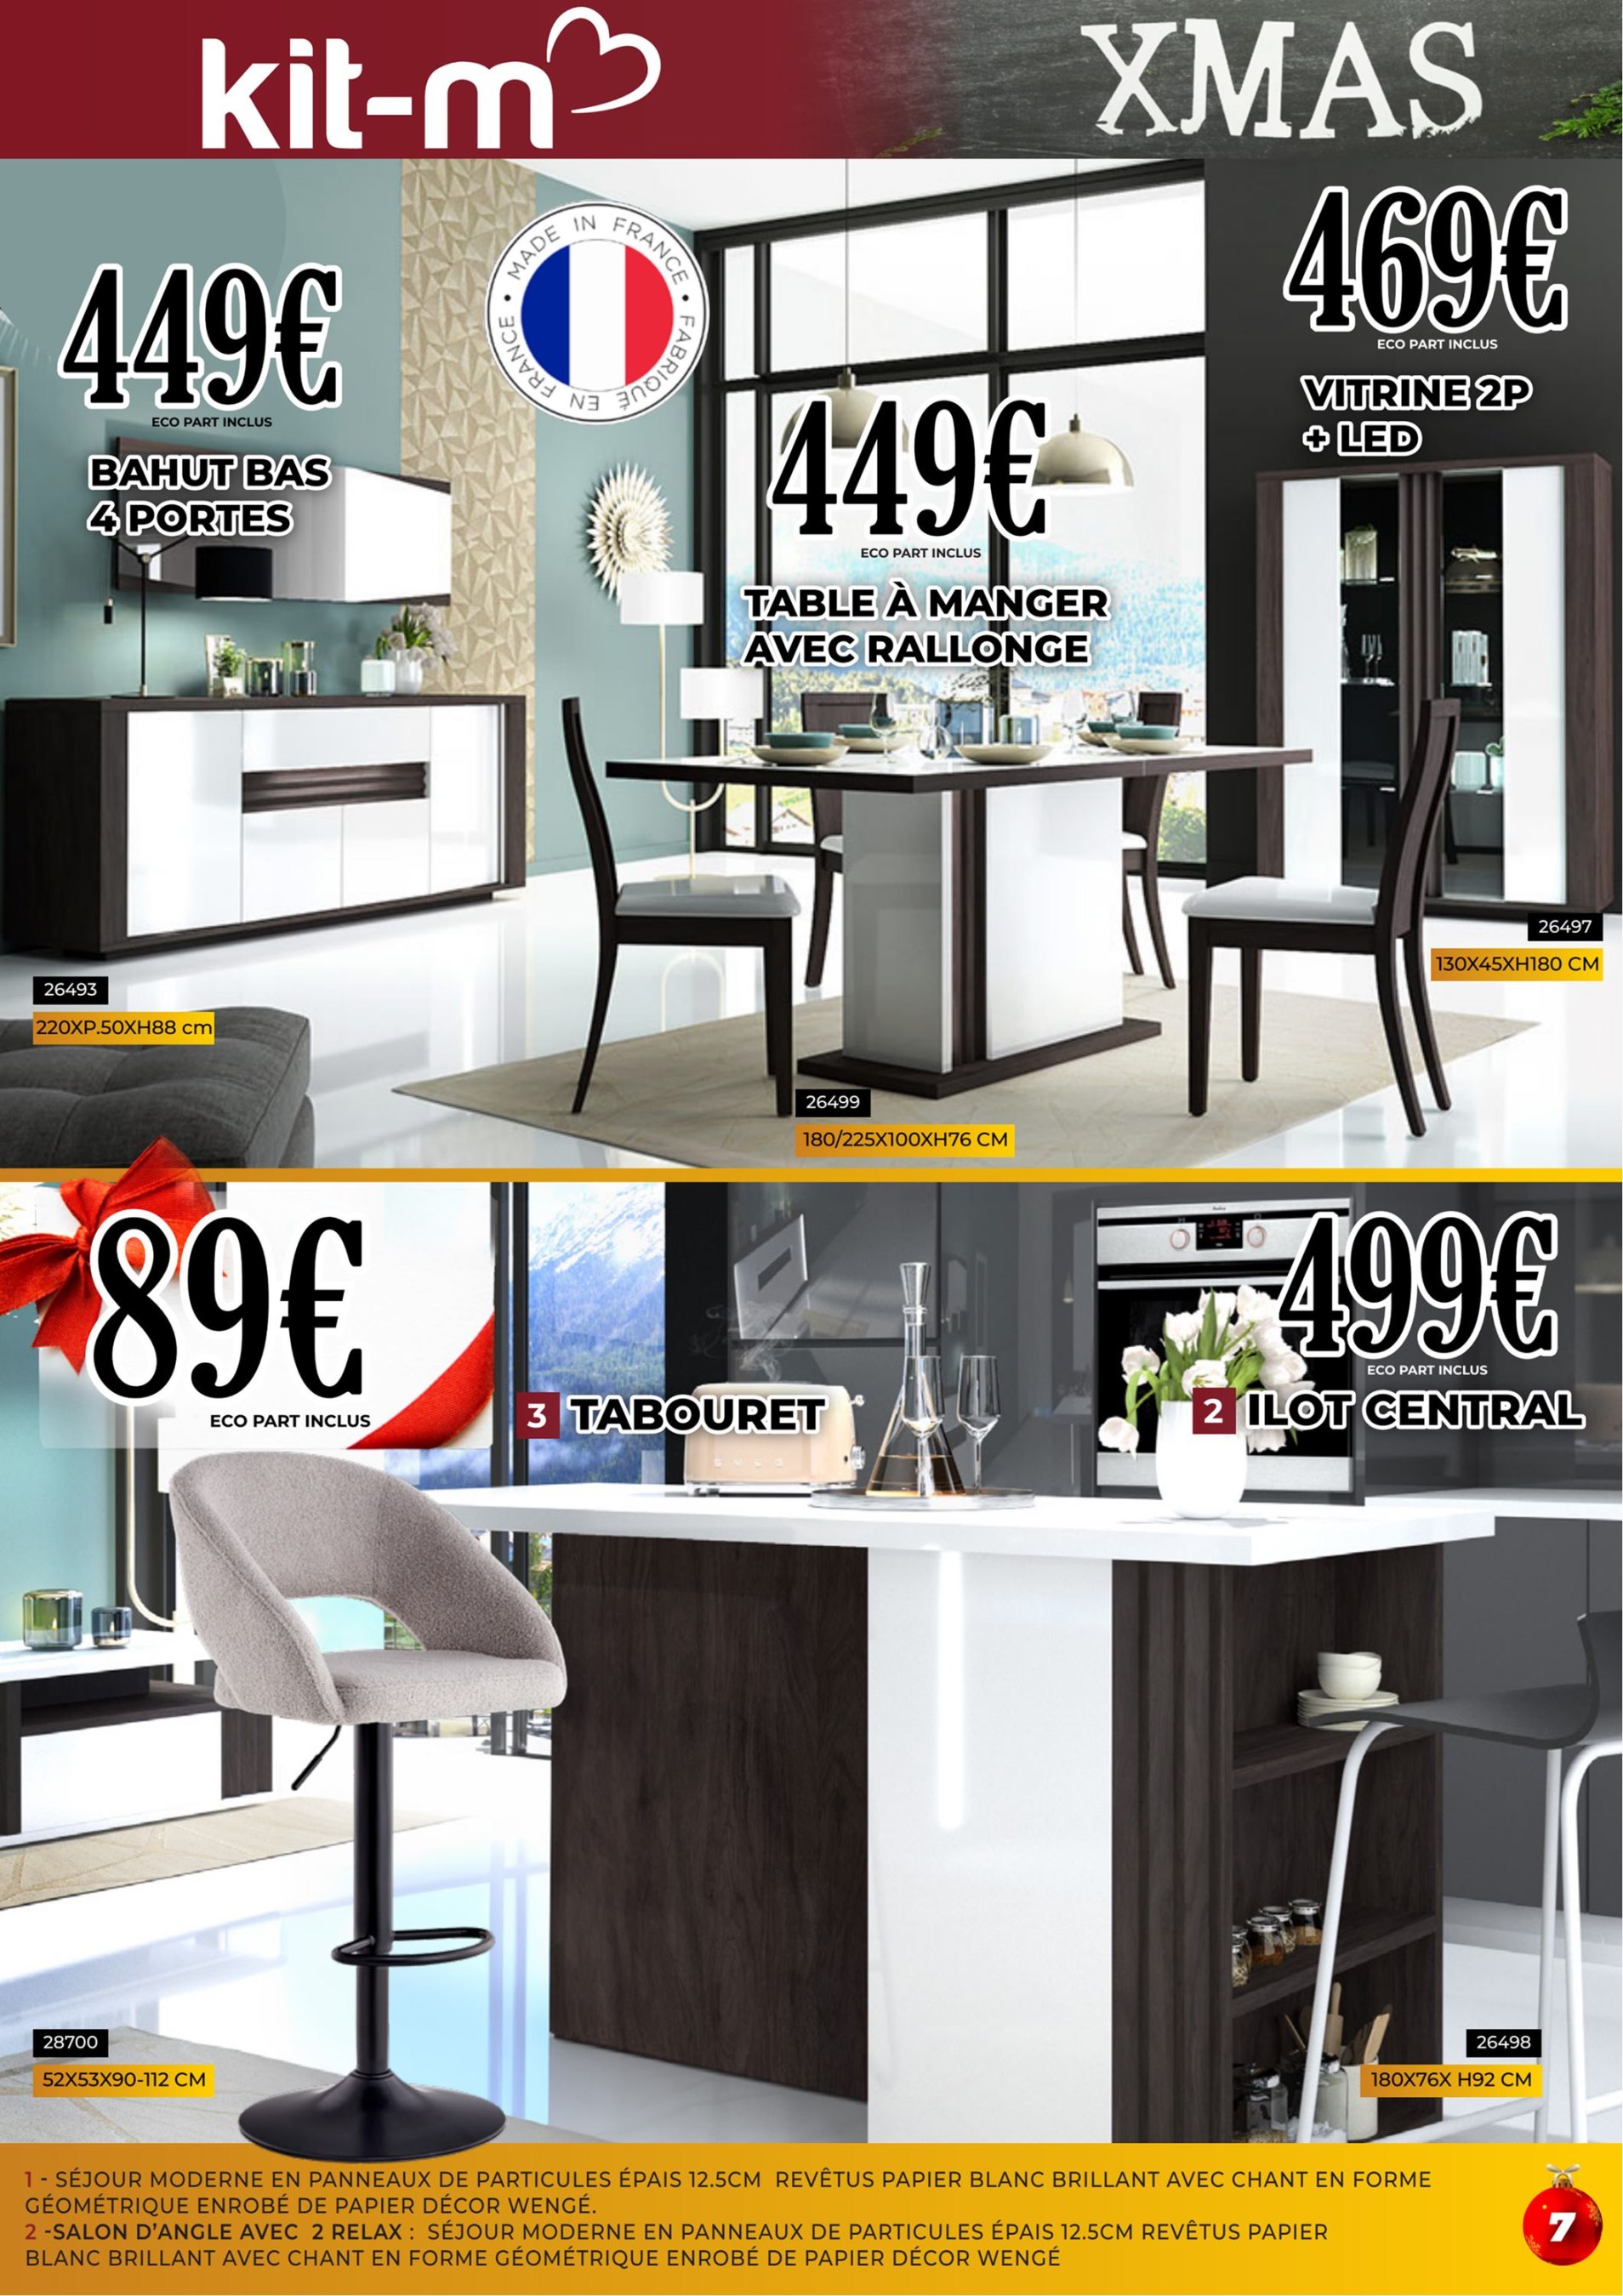 kit-m
XMAS
449€
ECO PART INCLUS
BAHUT BAS
4 PORTES
MADE IN FRANCE • FABRIQUÉ EN FRANCE •
449€
ECO PART INCLUS
TABLE À MANGER
AVEC RALLONGE
469€
ECO PART INCLUS
VITRINE 2P
+ LED
26493
220XP.50XH88 cm
26499
180/225X100XH76 CM
26497
130X45XH180 CM
89€
ECO PART INCLUS
3 TABOURET
SMEG
499€
ECO PART INCLUS
2 ILOT CENTRAL
28700
52X53X90-112 CM
26498
180X76X H92 CM
1 - SÉJOUR MODERNE EN PANNEAUX DE PARTICULES ÉPAIS 12.5CM REVÊTUS PAPIER BLANC BRILLANT AVEC CHANT EN FORME
GÉOMÉTRIQUE ENROBÉ DE PAPIER DÉCOR WENGÉ.
2 -SALON D'ANGLE AVEC 2 RELAX : SÉJOUR MODERNE EN PANNEAUX DE PARTICULES ÉPAIS 12.5CM REVÊTUS PAPIER
BLANC BRILLANT AVEC CHANT EN FORME GÉOMÉTRIQUE ENROBÉ DE PAPIER DÉCOR WENGÉ
7